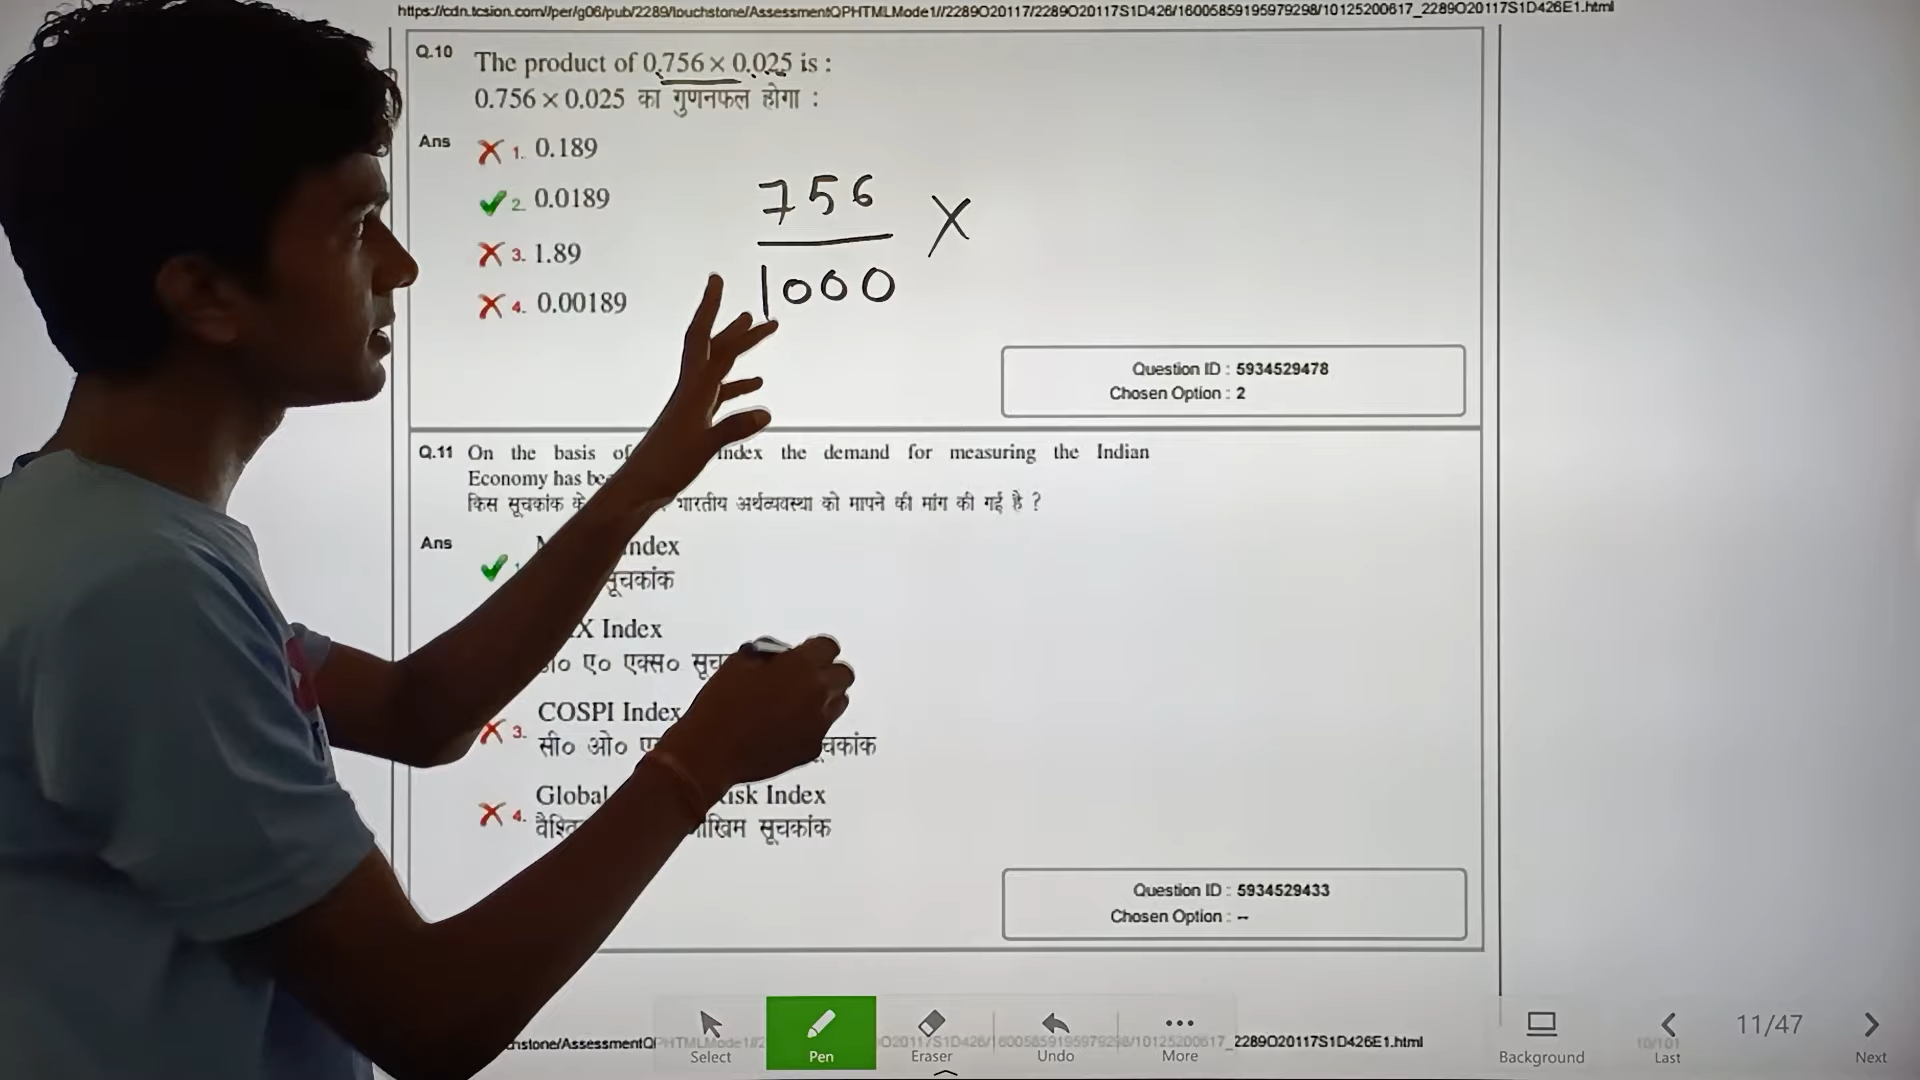 https://cdn.tcsion.com//per/g06/pub/2289/touchstone/AssessmentQPHTMLMode1//2289O20117/2289O20117S1D426/16005859195979298/10125200617_2289O20117S1D426E1.html
Q.10 The product of 0.756 × 0.025 is :
0.756 × 0.025 का गुणनफल होगा :
Ans 1. 0.189
2. 0.0189
3. 1.89
4. 0.00189
756 ×
1000
Question ID : 5934529478
Chosen Option : 2
Q.11 On the basis of index the demand for measuring the Indian
Economy has
किस सूचकांक के भारतीय अर्थव्यवस्था को मापने की मांग की गई है ?
Ans
Index
सूचकांक
X Index
ए० एक्स०
3. COSPI Index
सी० ओ०
4. Global Risk Index
सूचकांक
Question ID : 5934529433
Chosen Option : --
2289O20117S1D426E1.html
Select
Pen
Eraser
Undo
More
Background
Last
11/47
Next
10/101